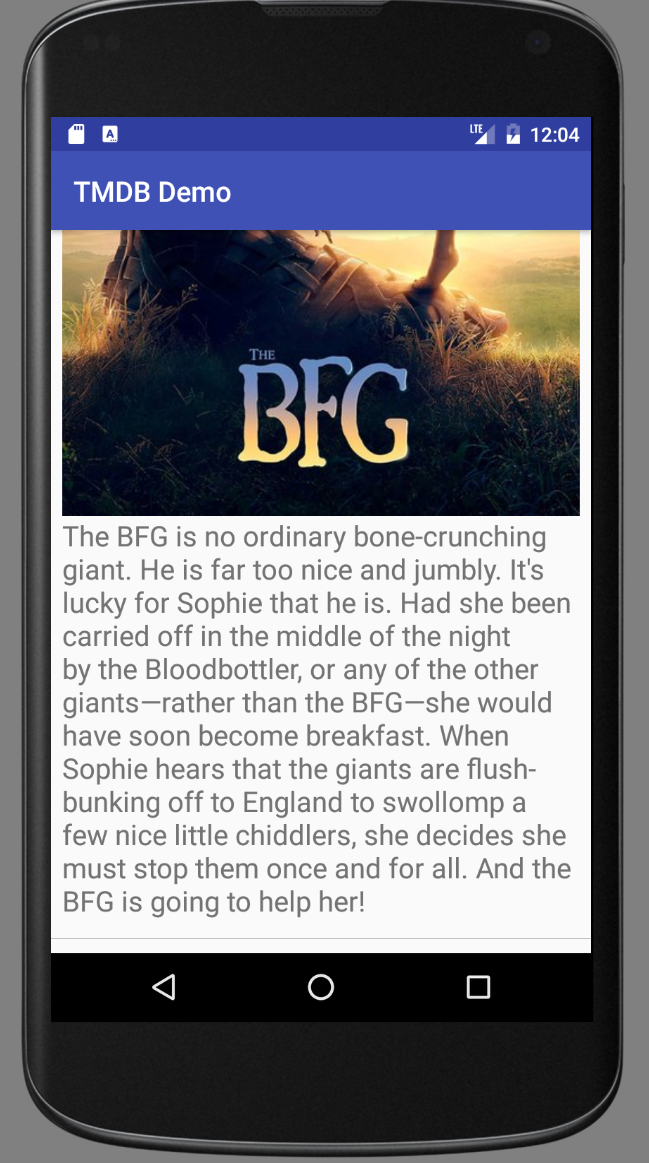 LTE 12:04
TMDB Demo
THE
BFG
The BFG is no ordinary bone-crunching
giant. He is far too nice and jumbly. It's
lucky for Sophie that he is. Had she been
carried off in the middle of the night
by the Bloodbottler, or any of the other
giants—rather than the BFG—she would
have soon become breakfast. When
Sophie hears that the giants are flush-
bunking off to England to swollomp a
few nice little chiddlers, she decides she
must stop them once and for all. And the
BFG is going to help her!